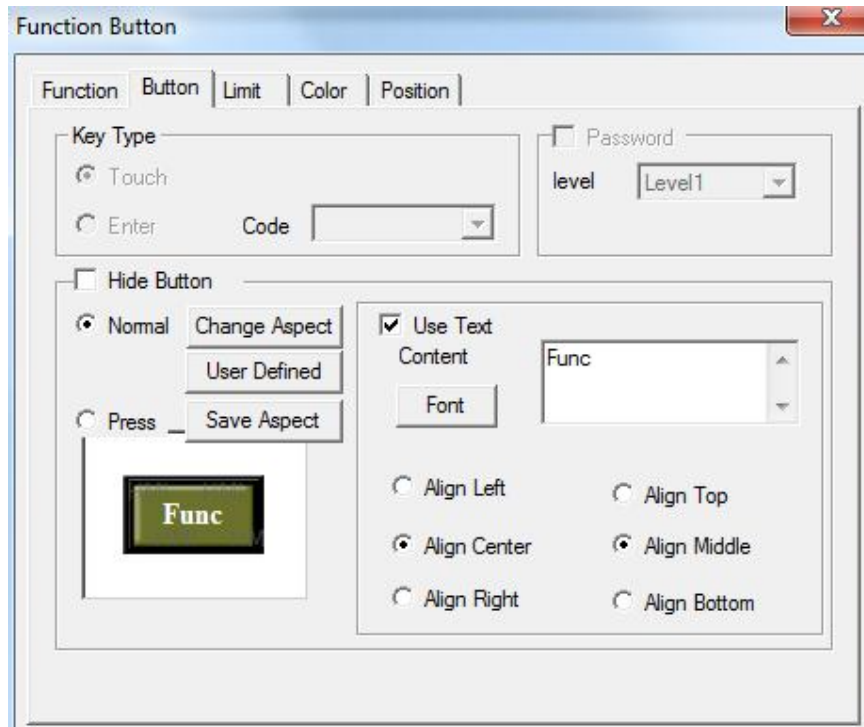 Function Button
X
Function Button Limit Color Position
Key Type
Touch
Enter Code
Password
level Level1
Hide Button
Normal Change Aspect
User Defined
Press Save Aspect
Func
Use Text
Content Func
Font
Align Left Align Top
Align Center Align Middle
Align Right Align Bottom